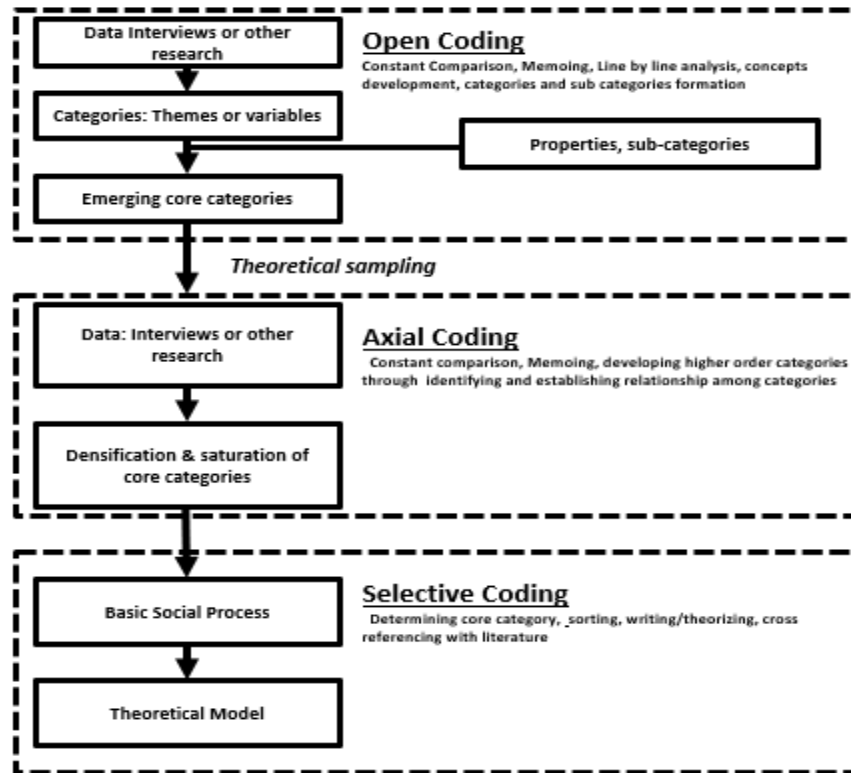 Data Interviews or other
research
Open Coding
Constant Comparison, Memoing, Line by line analysis, concepts
development, categories and sub categories formation
Categories: Themes or variables
Properties, sub-categories
Emerging core categories
Theoretical sampling
Data: Interviews or other
research
Axial Coding
Constant comparison, Memoing, developing higher order categories
through identifying and establishing relationship among categories
Densification & saturation of
core categories
Basic Social Process
Selective Coding
Determining core category, _sorting, writing/theorizing, cross
referencing with literature
Theoretical Model